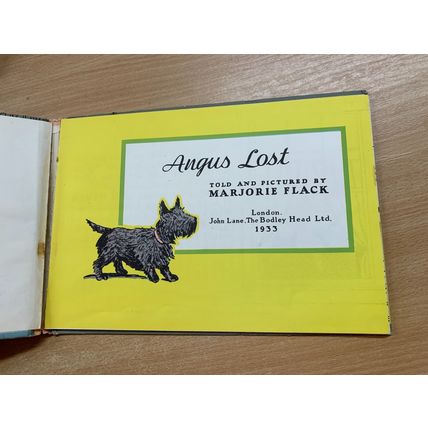 Angus Lost
TOLD AND PICTURED BY
MARJORIE FLACK
London.
John Lane, The Bodley Head Ltd.
1933